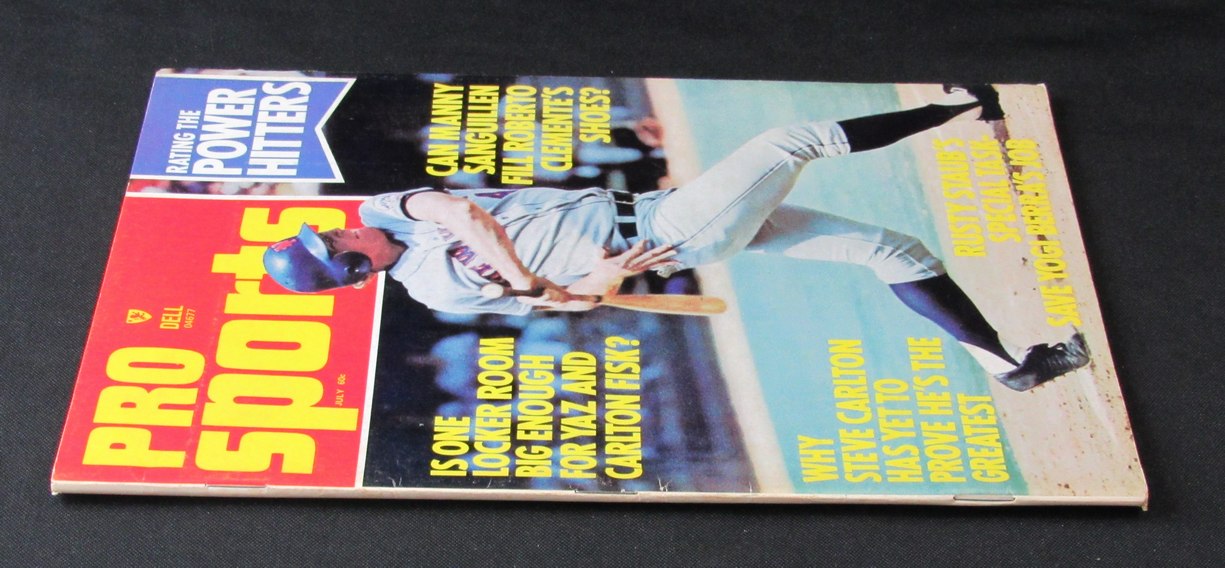 RATING THE
POWER
HITTERS
PRO
DELL
04677
sports
JULY 60c
CAN MANNY
SANGUILLEN
FILL ROBERTO
CLEMENTE'S
SHOES?
IS ONE
LOCKER ROOM
BIG ENOUGH
FOR YAZ AND
CARLTON FISK?
WHY
STEVE CARLTON
HAS YET TO
PROVE HE'S THE
GREATEST
RUSTY STAUB'S
SPECIAL TASK:
SAVE YOGI BERRA'S JOB